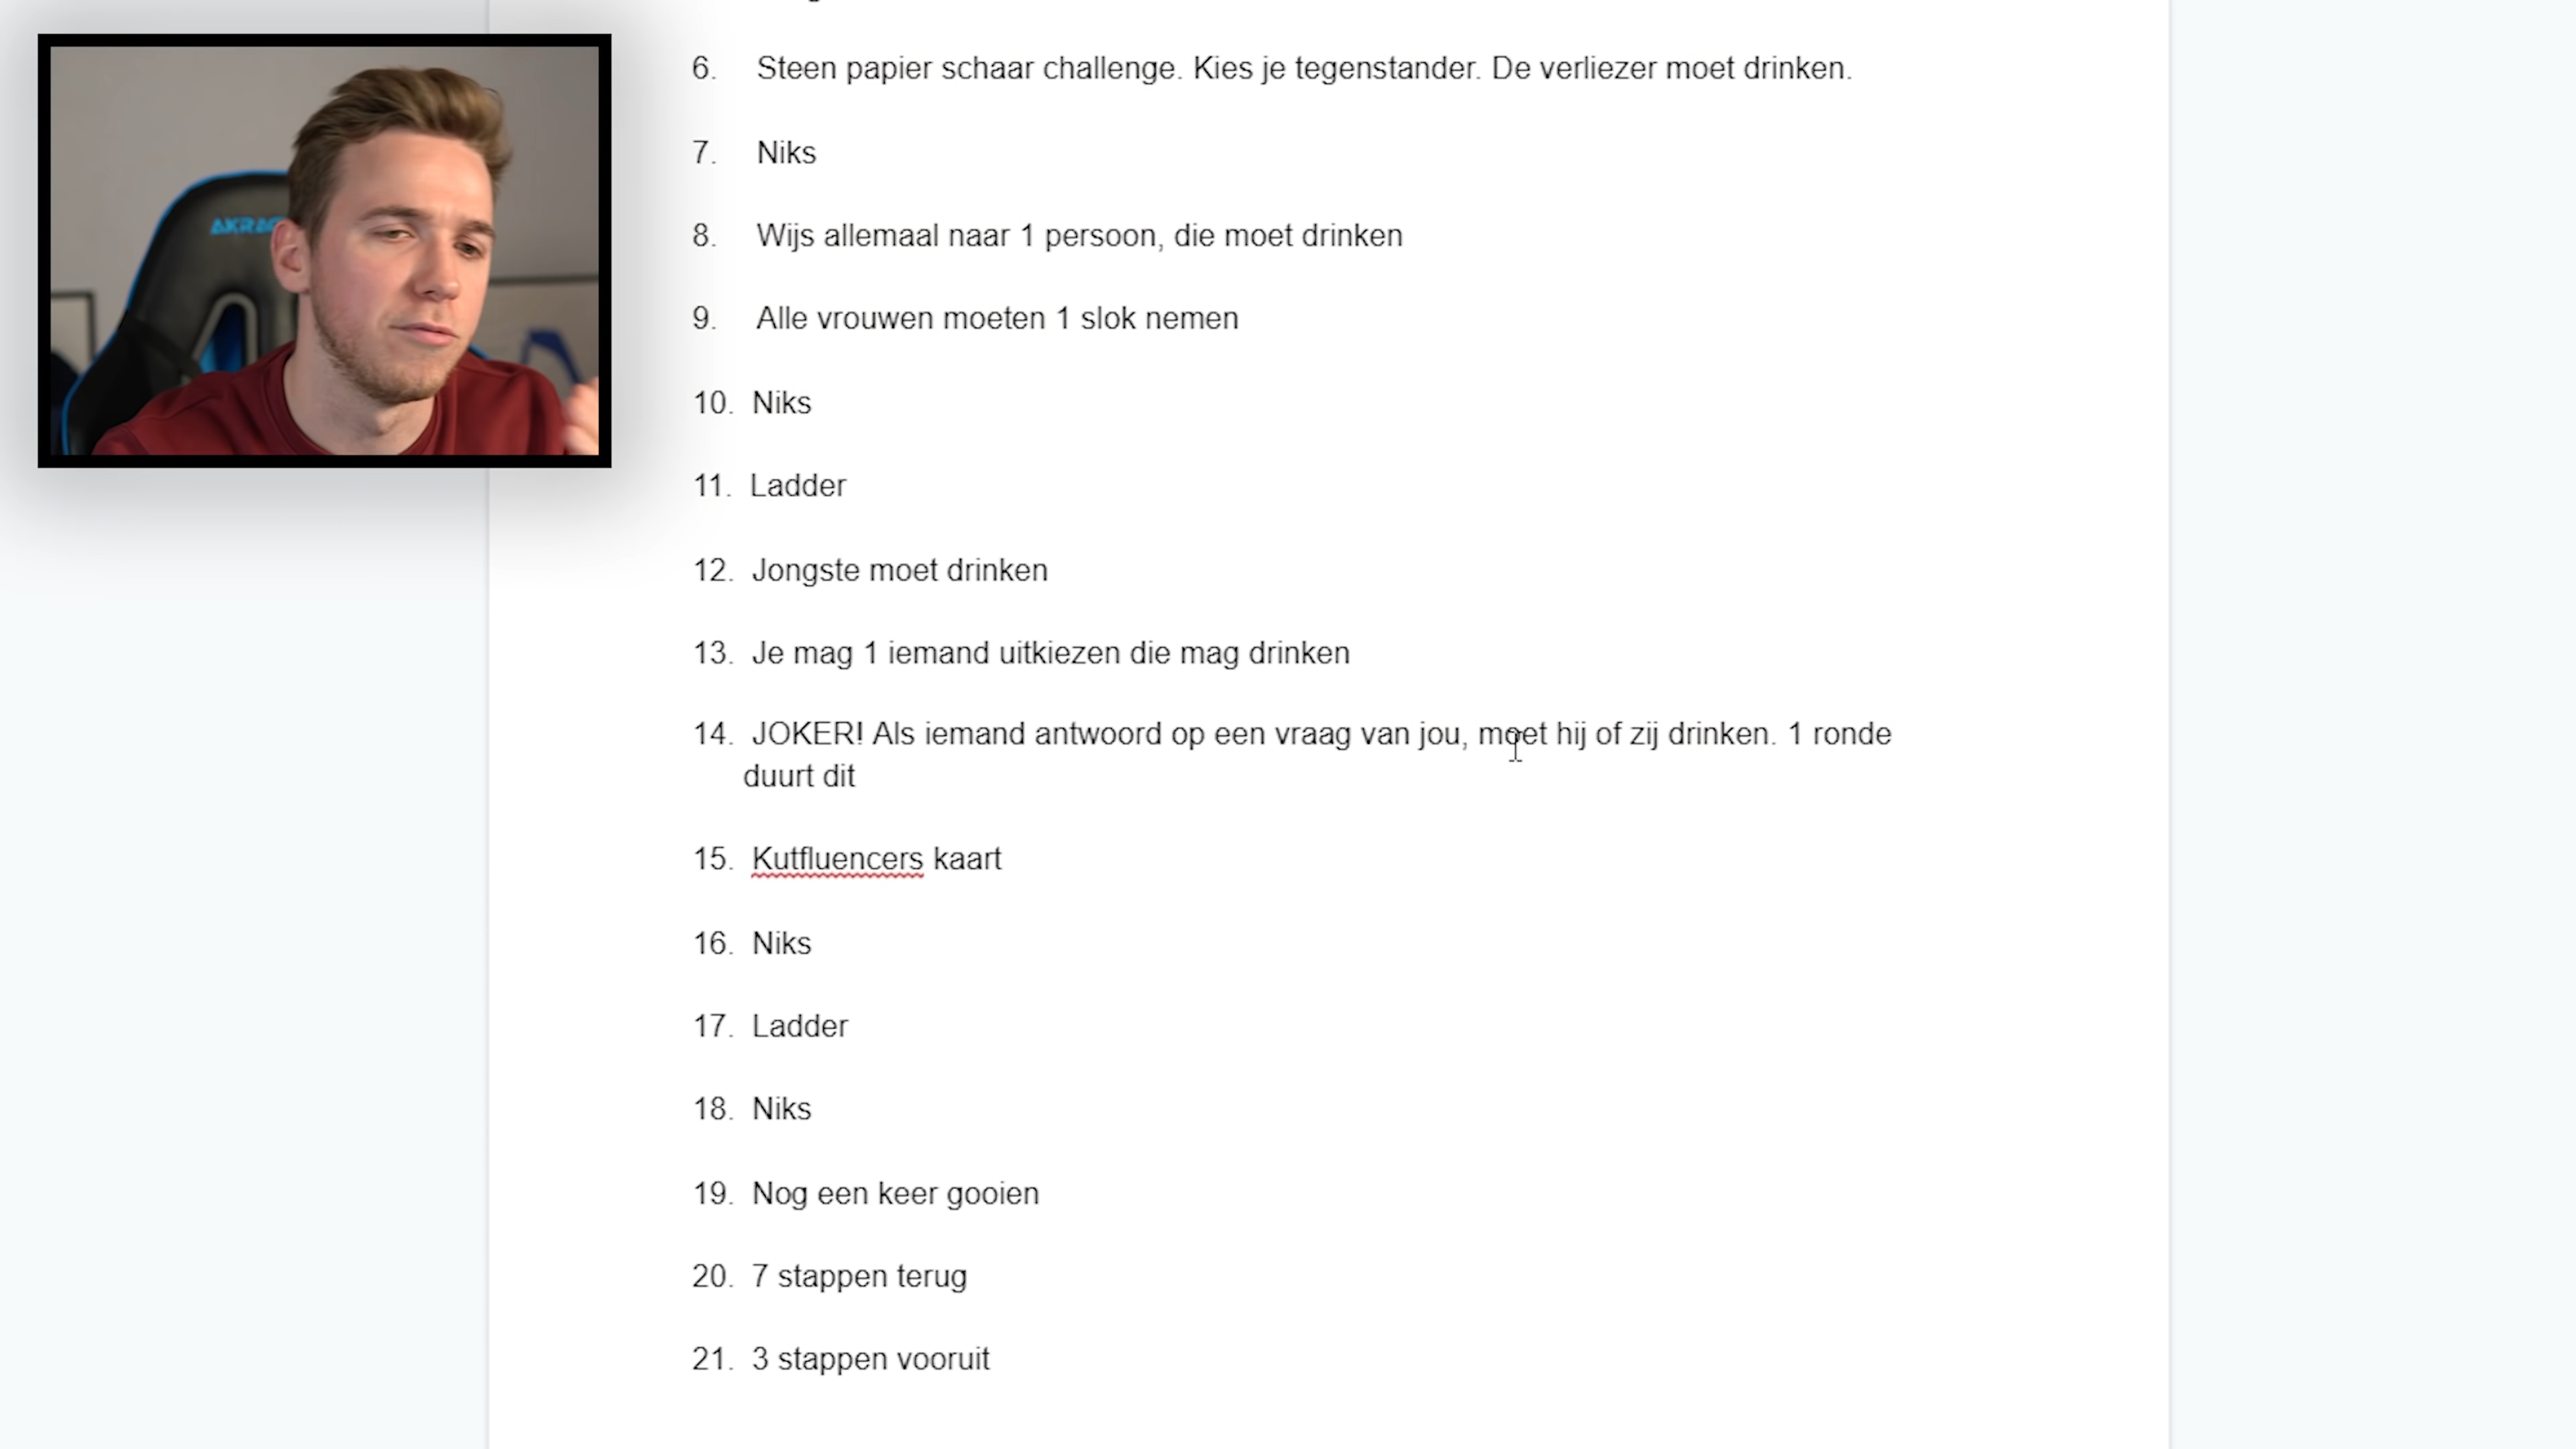 6. Steen papier schaar challenge. Kies je tegenstander. De verliezer moet drinken.
7. Niks
8. Wijs allemaal naar 1 persoon, die moet drinken
9. Alle vrouwen moeten 1 slok nemen
10. Niks
11. Ladder
12. Jongste moet drinken
13. Je mag 1 iemand uitkiezen die mag drinken
14. JOKER! Als iemand antwoord op een vraag van jou, moet hij of zij drinken. 1 ronde
duurt dit
15. Kutfluencers kaart
16. Niks
17. Ladder
18. Niks
19. Nog een keer gooien
20. 7 stappen terug
21. 3 stappen vooruit